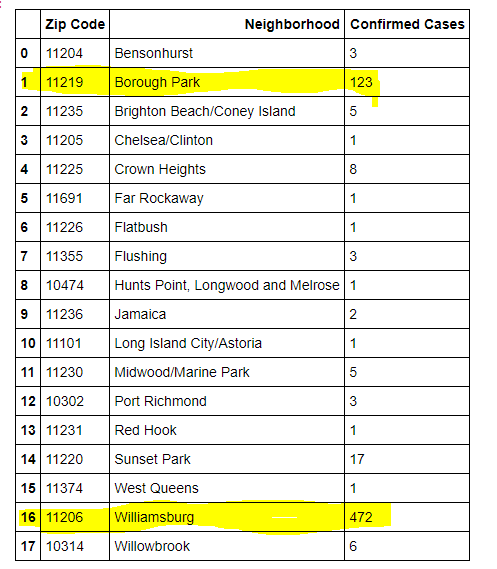 Zip Code Neighborhood Confirmed Cases
0 11204 Bensonhurst 3
1 11219 Borough Park 123
2 11235 Brighton Beach/Coney Island 5
3 11205 Chelsea/Clinton 1
4 11225 Crown Heights 8
5 11691 Far Rockaway 1
6 11226 Flatbush 1
7 11355 Flushing 3
8 10474 Hunts Point, Longwood and Melrose 1
9 11236 Jamaica 2
10 11101 Long Island City/Astoria 1
11 11230 Midwood/Marine Park 5
12 10302 Port Richmond 3
13 11231 Red Hook 1
14 11220 Sunset Park 17
15 11374 West Queens 1
16 11206 Williamsburg 472
17 10314 Willowbrook 6